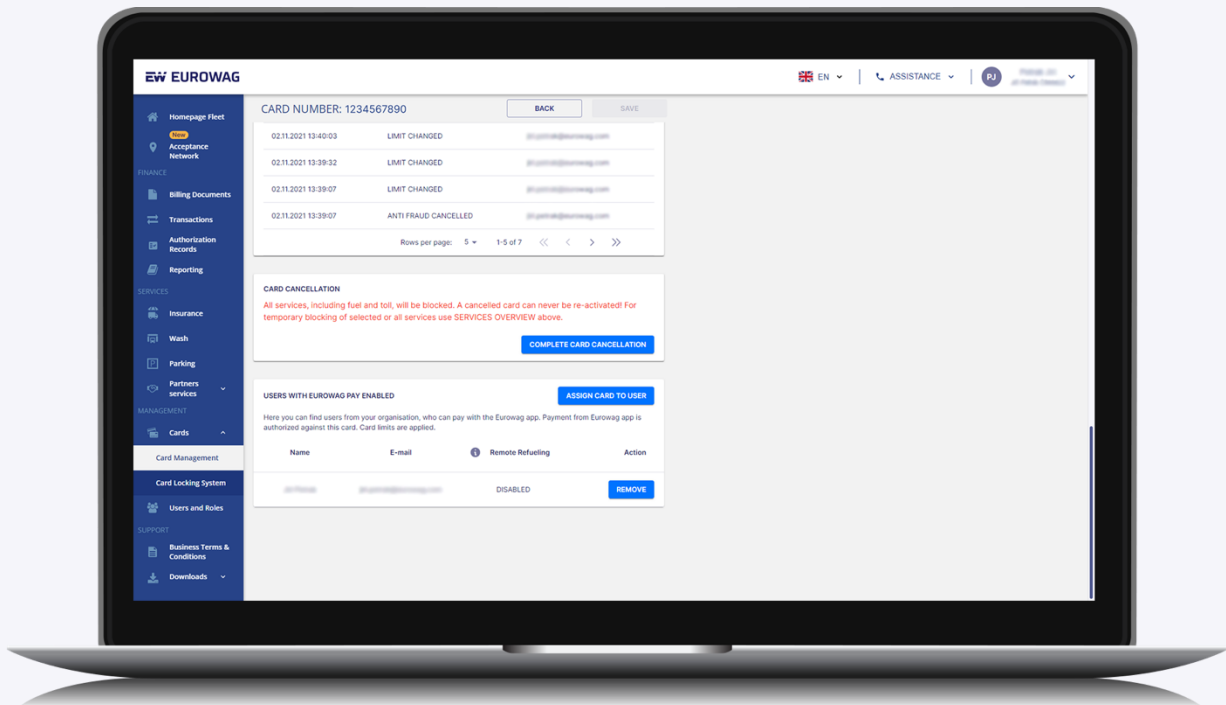 EW EUROWAG
EN
ASSISTANCE
PJ
Homepage Fleet
New
Acceptance
Network
FINANCE
Billing Documents
Transactions
Authorization
Records
Reporting
SERVICES
Insurance
Wash
P
Parking
Partners
services
MANAGEMENT
Cards
Card Management
Card Locking System
Users and Roles
SUPPORT
Business Terms &
Conditions
Downloads
CARD NUMBER: 1234567890
BACK
SAVE
02.11.2021 13:40:03 LIMIT CHANGED
02.11.2021 13:39:32 LIMIT CHANGED
02.11.2021 13:39:07 LIMIT CHANGED
02.11.2021 13:39:07 ANTI FRAUD CANCELLED
Rows per page: 5 1-5 of 7
CARD CANCELLATION
All services, including fuel and toll, will be blocked. A cancelled card can never be re-activated! For
temporary blocking of selected or all services use SERVICES OVERVIEW above.
COMPLETE CARD CANCELLATION
USERS WITH EUROWAG PAY ENABLED
ASSIGN CARD TO USER
Here you can find users from your organisation, who can pay with the Eurowag app. Payment from Eurowag app is
authorized against this card. Card limits are applied.
Name E-mail Remote Refueling Action
DISABLED REMOVE